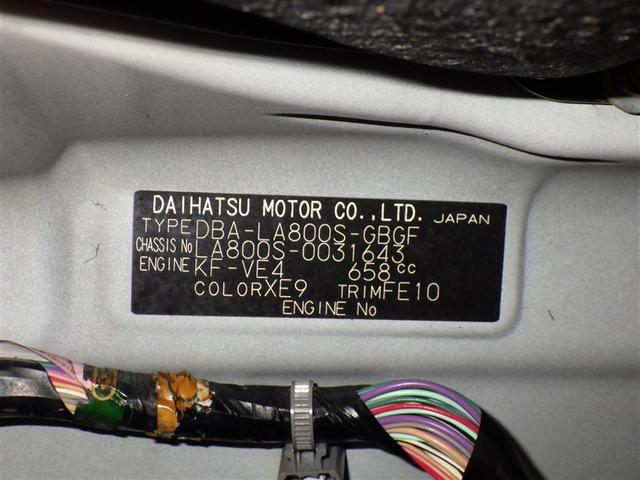 DAIHATSU MOTOR CO.,LTD. JAPAN
TYPE DBA-LA800S-GBGF
CHASSIS No LA800S-0031643
ENGINE KF-VE4 658cc
COLOR XE9 TRIM FE10
ENGINE No